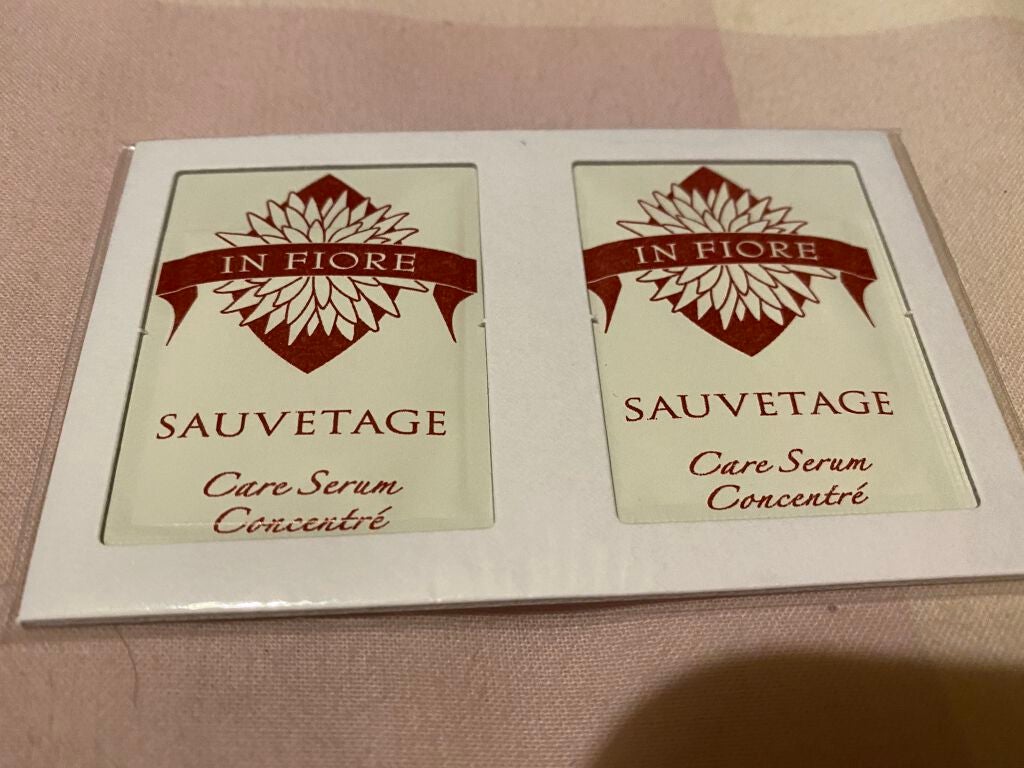 IN FIORE
SAUVETAGE
Care Serum
Concentré
IN FIORE
SAUVETAGE
Care Serum
Concentré